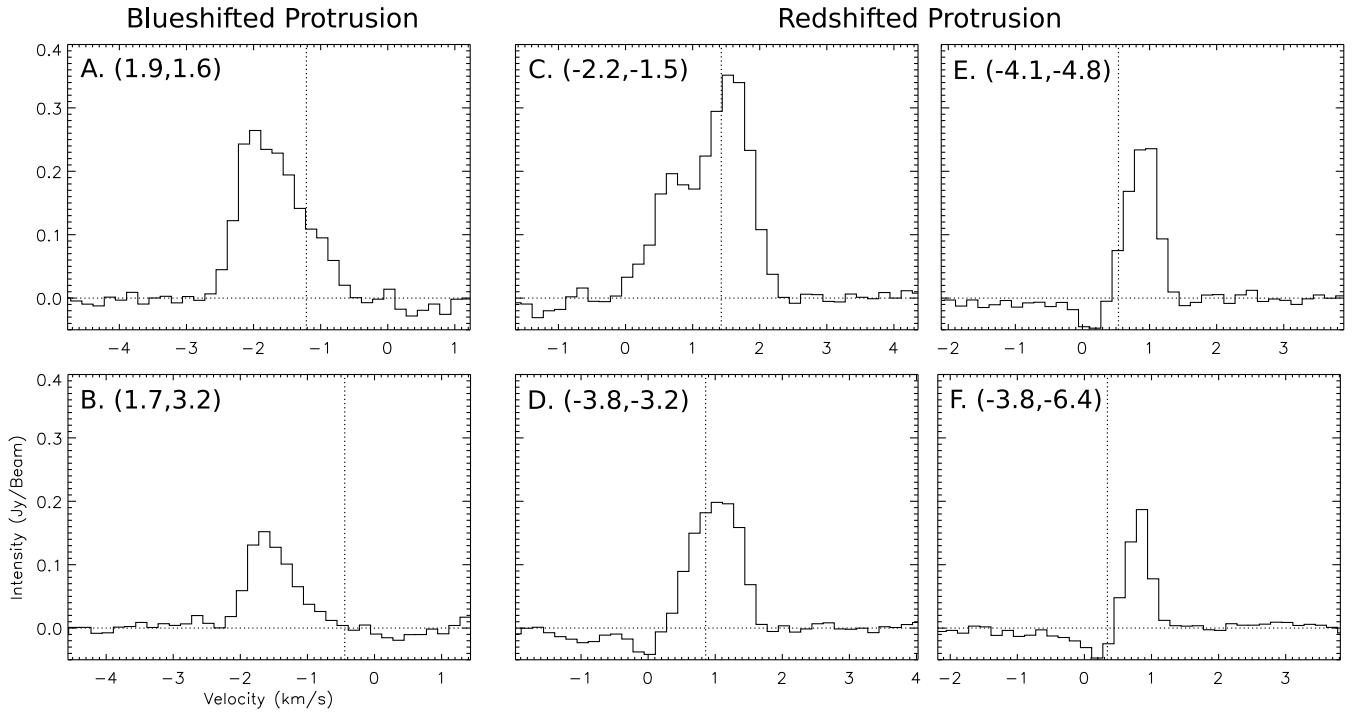 Blueshifted Protrusion Redshifted Protrusion
0.4 A. (1.9,1.6) C. (-2.2,-1.5) E. (-4.1,-4.8)
0.3
0.2
0.1
0.0
−4 −3 −2 −1 0 1 −1 0 1 2 3 4 −2 −1 0 1 2 3
0.4 B. (1.7,3.2) D. (-3.8,-3.2) F. (-3.8,-6.4)
0.3
0.2
0.1
0.0
Intensity (Jy/Beam)
−4 −3 −2 −1 0 1 −1 0 1 2 3 4 −2 −1 0 1 2 3
Velocity (km/s)